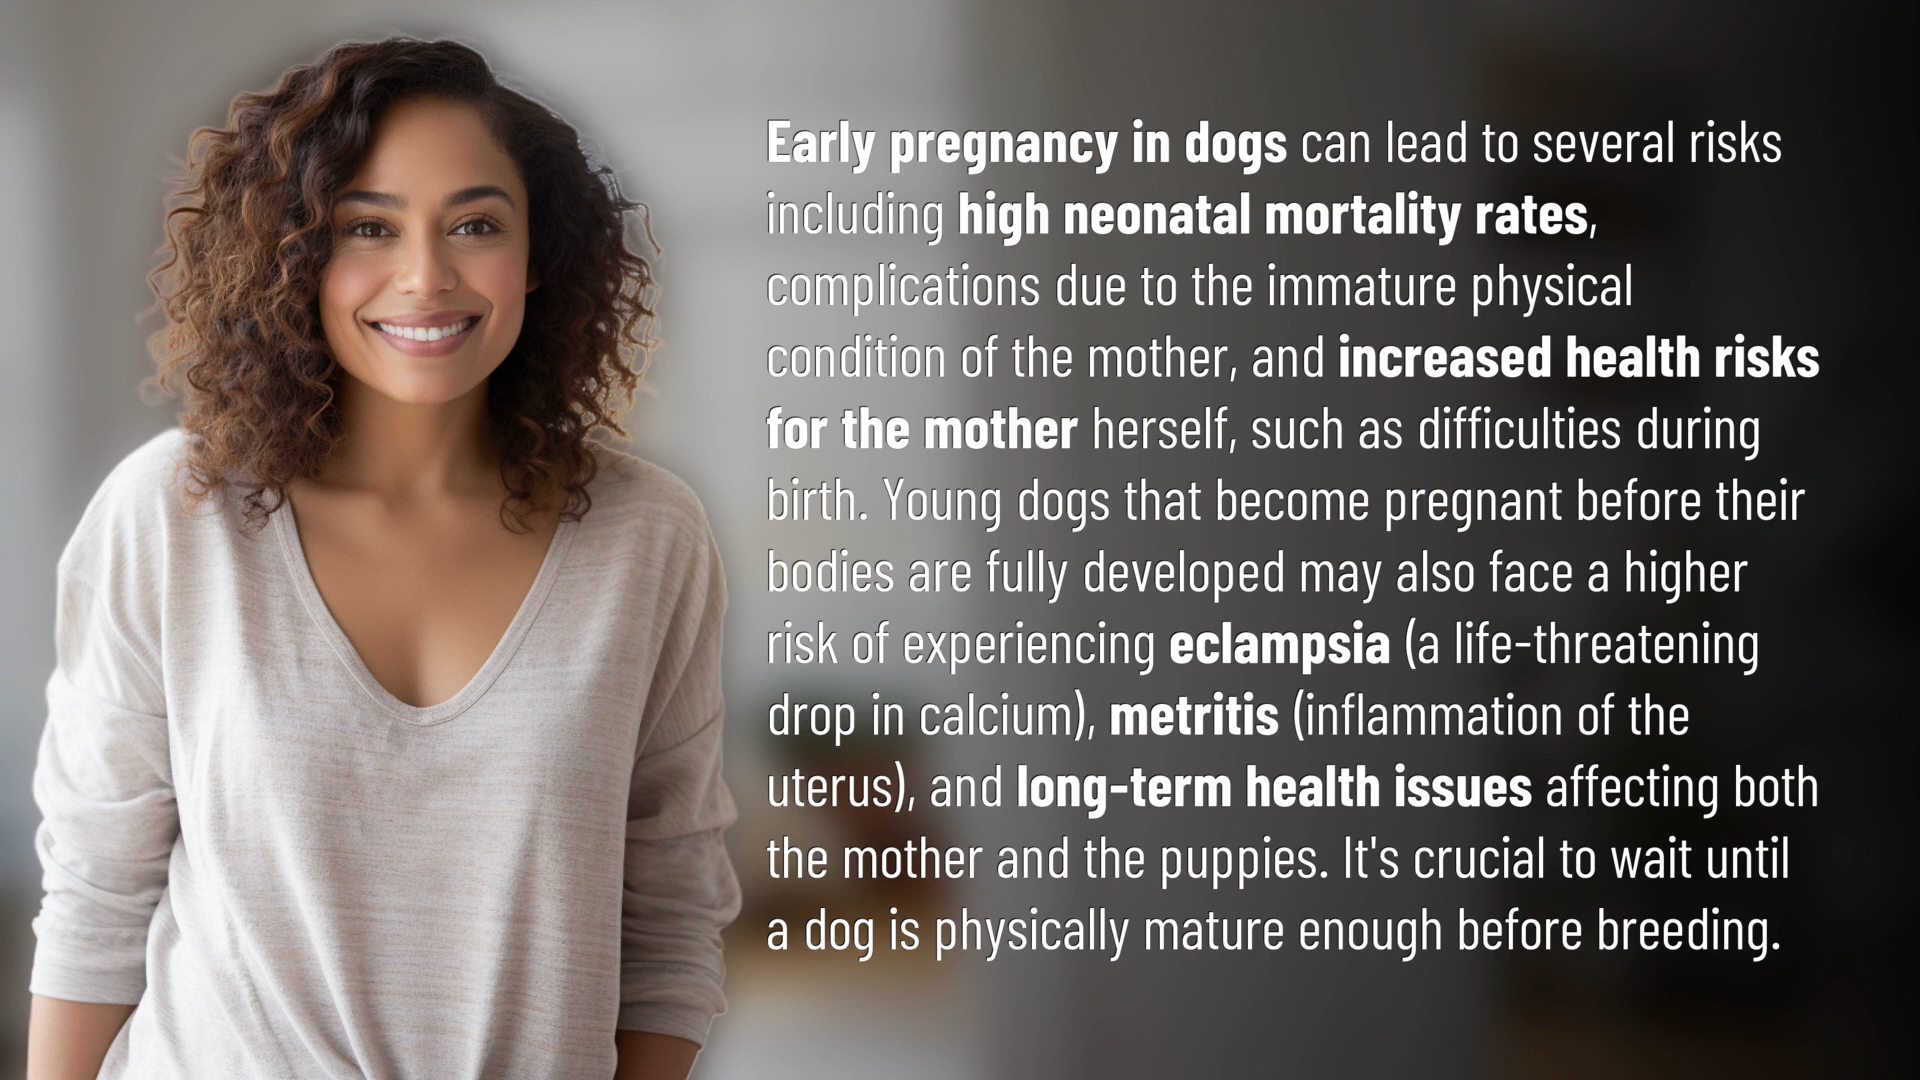 Early pregnancy in dogs can lead to several risks
including high neonatal mortality rates,
complications due to the immature physical
condition of the mother, and increased health risks
for the mother herself, such as difficulties during
birth. Young dogs that become pregnant before their
bodies are fully developed may also face a higher
risk of experiencing eclampsia (a life-threatening
drop in calcium), metritis (inflammation of the
uterus), and long-term health issues affecting both
the mother and the puppies. It's crucial to wait until
a dog is physically mature enough before breeding.